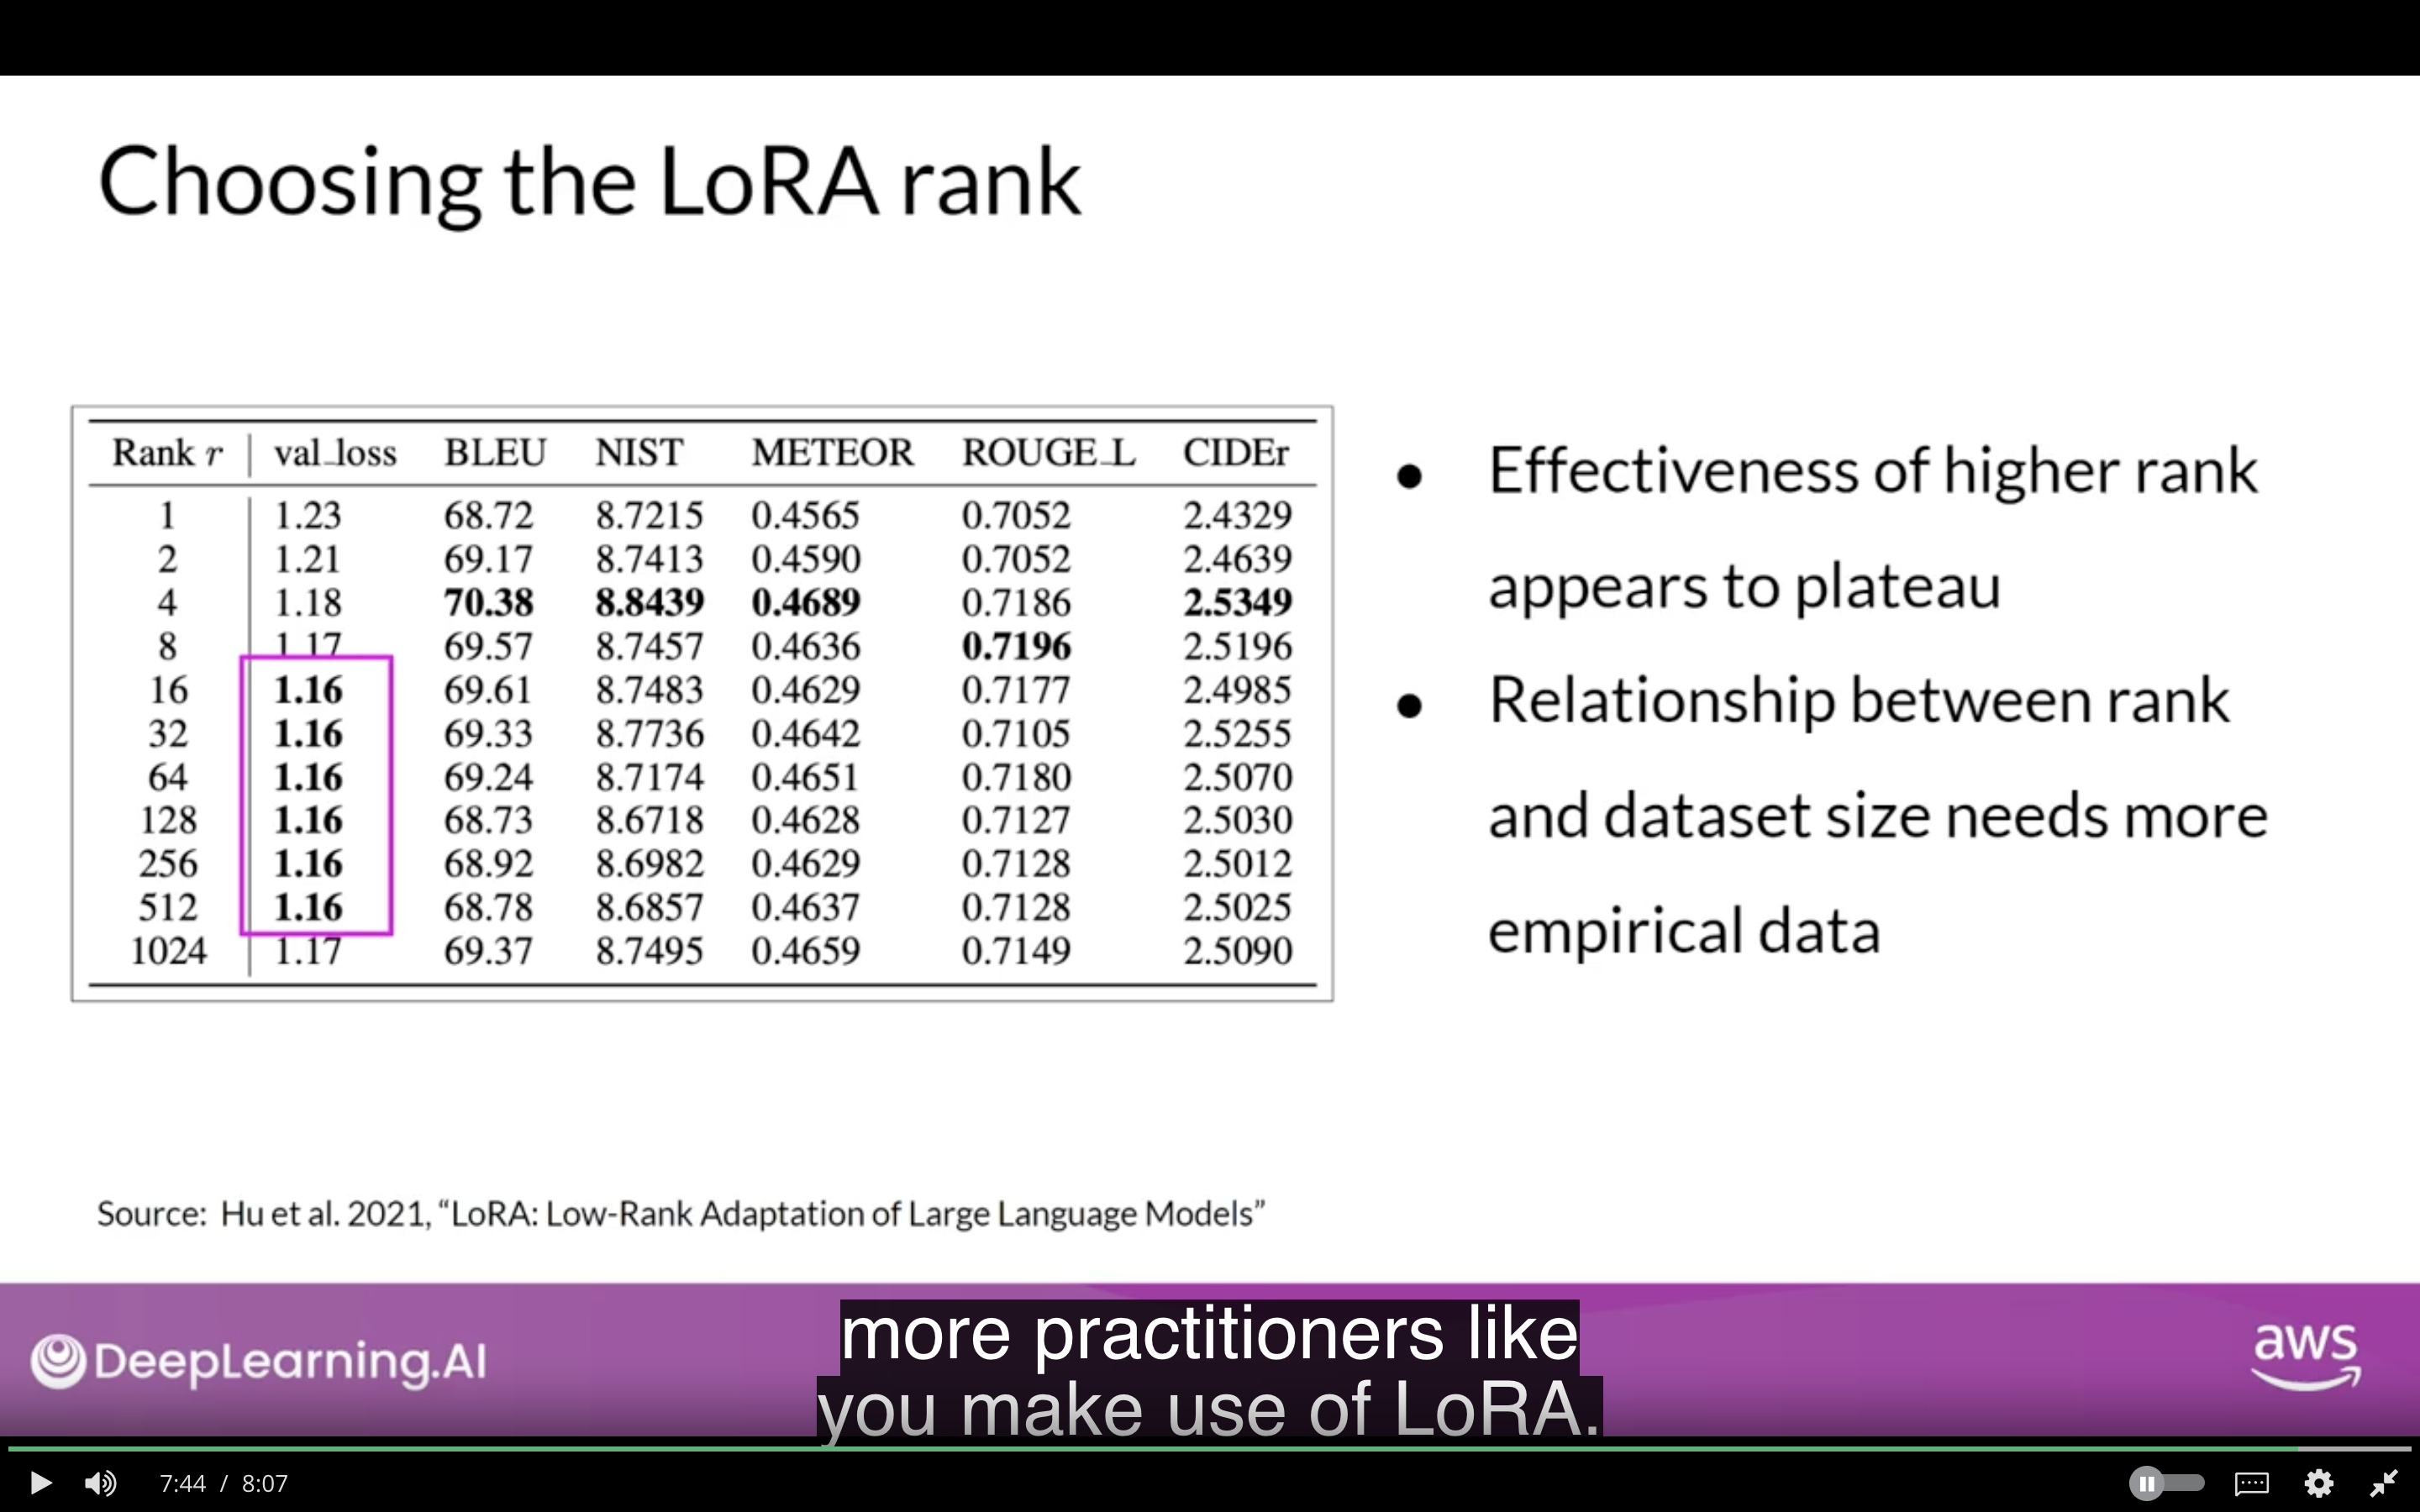 Choosing the LoRA rank
Rank r val_loss BLEU NIST METEOR ROUGE_L CIDEr
1 1.23 68.72 8.7215 0.4565 0.7052 2.4329
2 1.21 69.17 8.7413 0.4590 0.7052 2.4639
4 1.18 70.38 8.8439 0.4689 0.7186 2.5349
8 1.17 69.57 8.7457 0.4636 0.7196 2.5196
16 1.16 69.61 8.7483 0.4629 0.7177 2.4985
32 1.16 69.33 8.7736 0.4642 0.7105 2.5255
64 1.16 69.24 8.7174 0.4651 0.7180 2.5070
128 1.16 68.73 8.6718 0.4628 0.7127 2.5030
256 1.16 68.92 8.6982 0.4629 0.7128 2.5012
512 1.16 68.78 8.6857 0.4637 0.7128 2.5025
1024 1.17 69.37 8.7495 0.4659 0.7149 2.5090
● Effectiveness of higher rank
appears to plateau
● Relationship between rank
and dataset size needs more
empirical data
Source: Hu et al. 2021, “LoRA: Low-Rank Adaptation of Large Language Models”
DeepLearning.AI
more practitioners like
you make use of LoRA.
aws
7:44 / 8:07